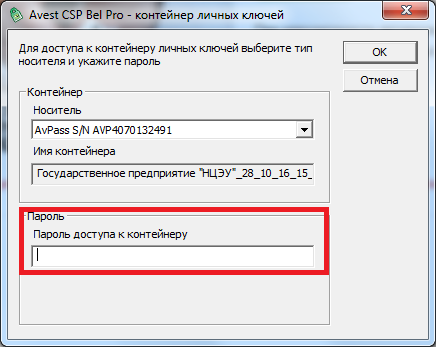 Avest CSP Bel Pro - контейнер личных ключей
Для доступа к контейнеру личных ключей выберите тип
носителя и укажите пароль
OK
Отмена
Контейнер
Носитель
AvPass S/N AVP4070132491
Имя контейнера
Государственное предприятие "НЦЭУ"_28_10_16_15_
Пароль
Пароль доступа к контейнеру